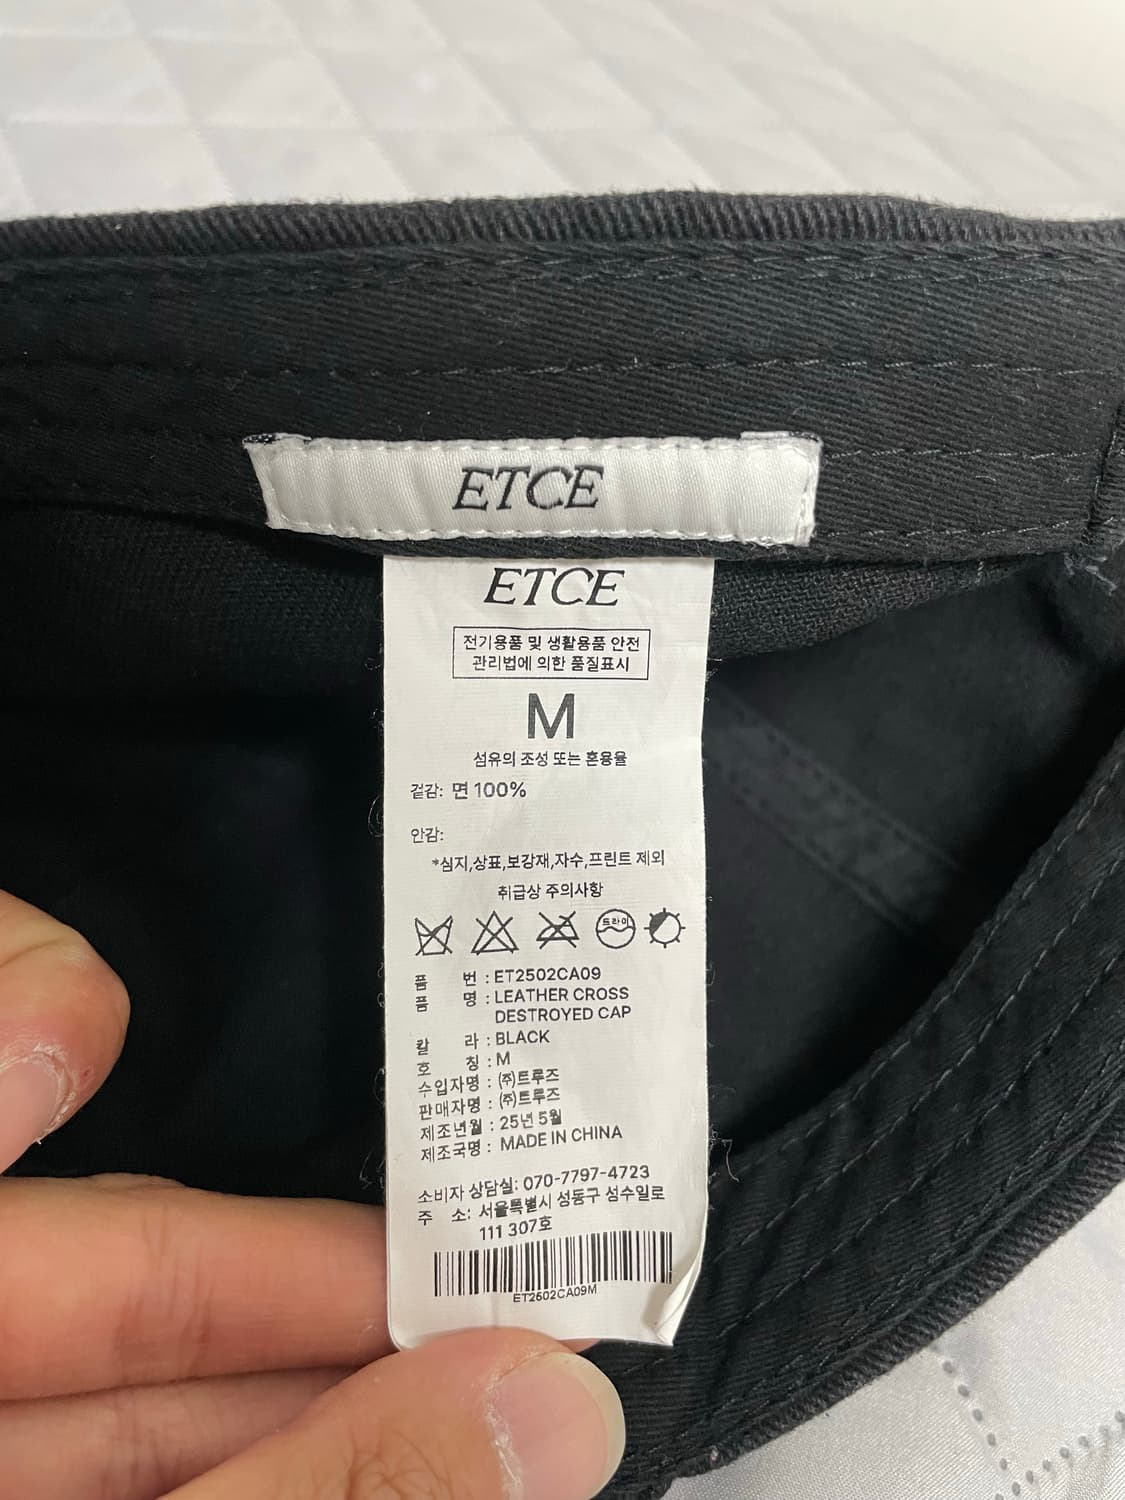 ETCE
ETCE
전기용품 및 생활용품 안전
관리법에 의한 품질표시
M
섬유의 조성 또는 혼용율
겉감: 면 100%
안감:
*심지,상표,보강재,자수,프린트 제외
취급상 주의사항
드라이
품 번 : ET2502CA09
품 명 : LEATHER CROSS
DESTROYED CAP
칼 라 : BLACK
호 칭 : M
수입자명 : ㈜트루즈
판매자명 : ㈜트루즈
제조년월 : 25년 5월
제조국명 : MADE IN CHINA
소비자 상담실: 070-7797-4723
주 소: 서울특별시 성동구 성수일로
111 307호
ET2502CA09M